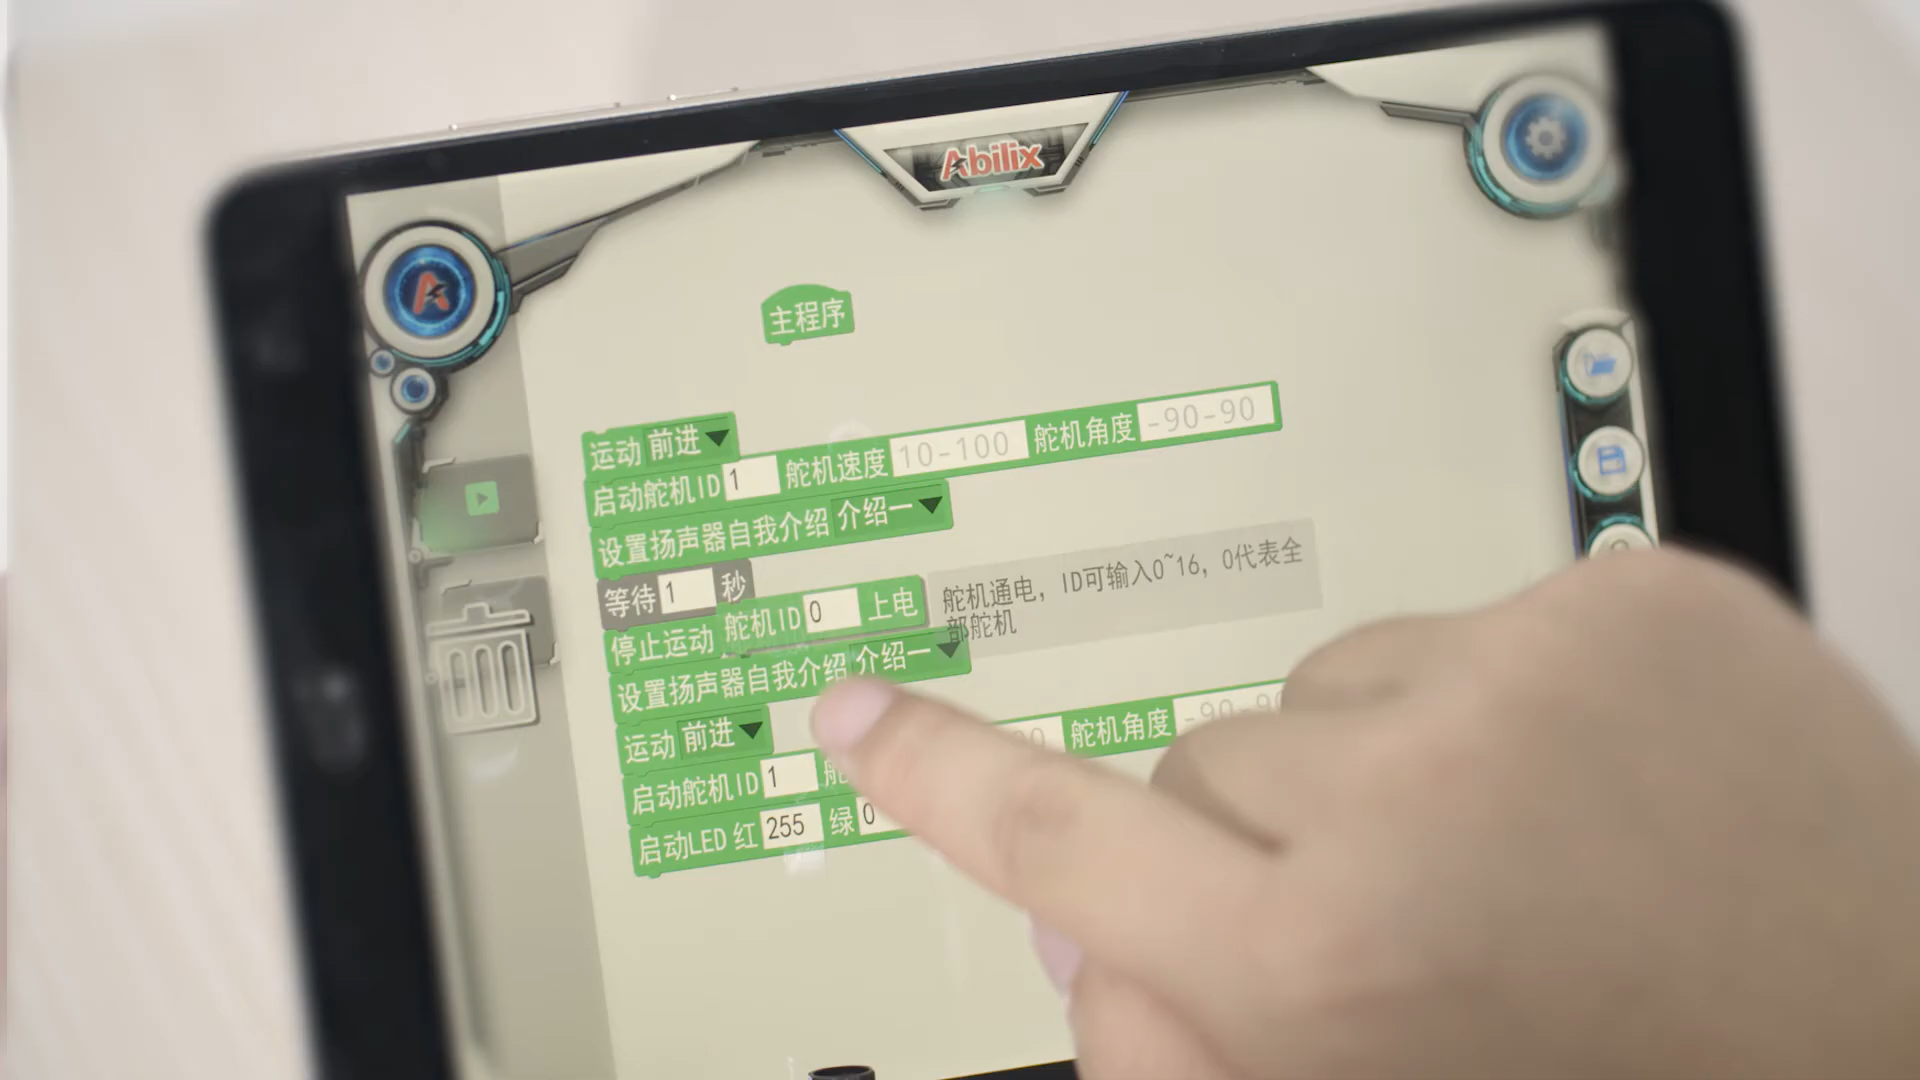 Abilix
A
主程序
运动 前进
启动舵机ID 1 舵机速度 10-100 舵机角度 -90-90
设置扬声器自我介绍 介绍一
等待 1 秒
舵机ID 0 上电
舵机通电，ID可输入0~16，0代表全
部舵机
停止运动
设置扬声器自我介绍 介绍一
运动 前进
启动舵机ID 1 舵机角度 -90-90
启动LED 红 255 绿 0